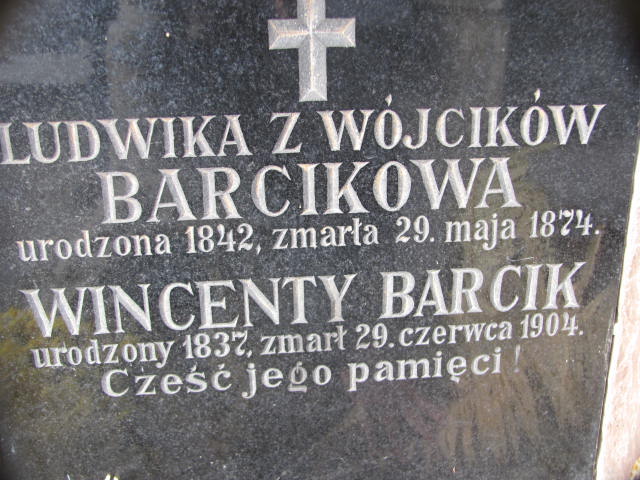 LUDWIKA Z WÓJCIKÓW
BARCIKOWA
urodzona 1842, zmarła 29. maja 1874.
WINCENTY BARCIK
urodzony 1837, zmarł 29. czerwca 1904.
Cześć jego pamięci!